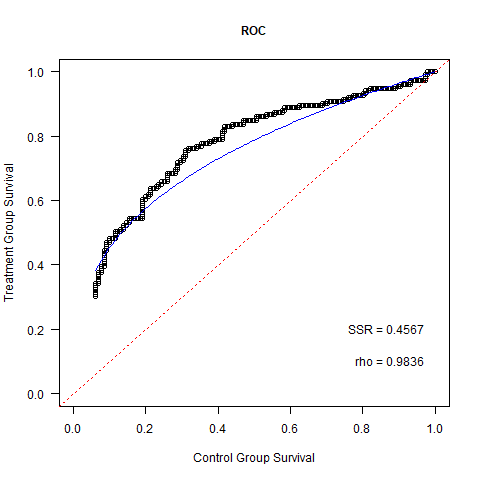 ROC
Treatment Group Survival
1.0
0.8
0.6
0.4
0.2
0.0
SSR = 0.4567
rho = 0.9836
0.0 0.2 0.4 0.6 0.8 1.0
Control Group Survival